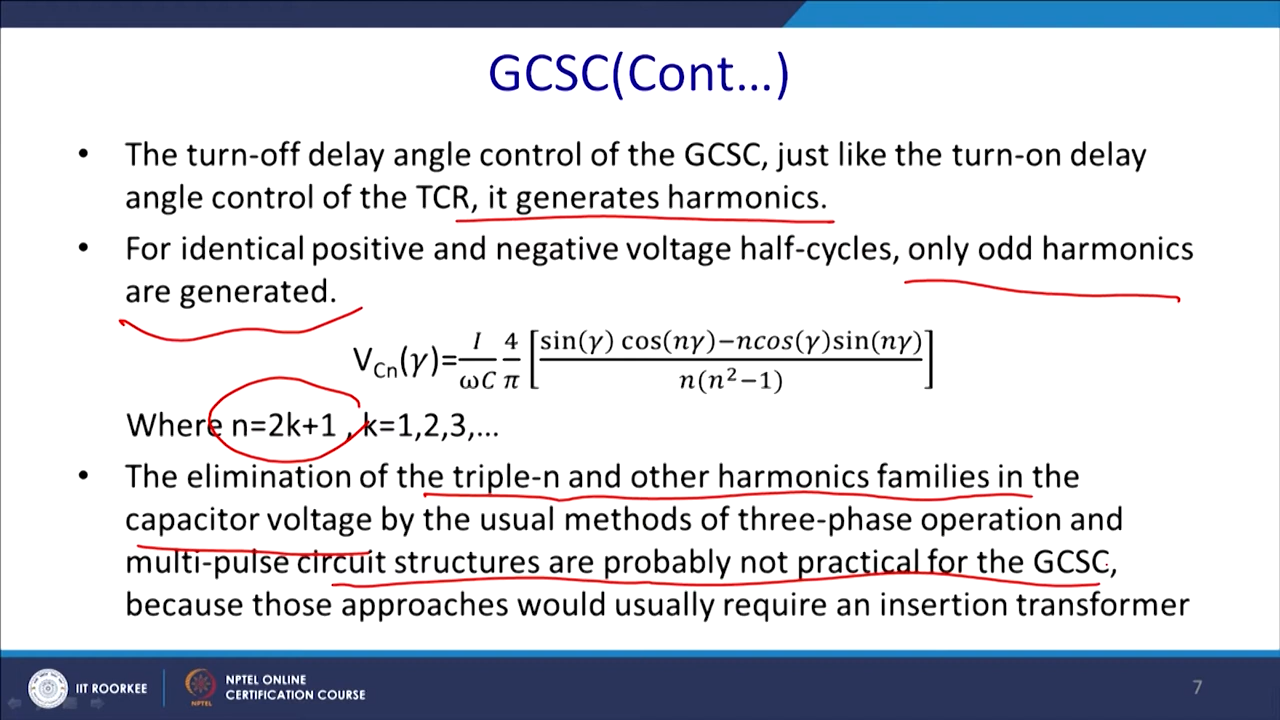 GCSC(Cont...)
• The turn-off delay angle control of the GCSC, just like the turn-on delay
angle control of the TCR, it generates harmonics.
• For identical positive and negative voltage half-cycles, only odd harmonics
are generated.
V_Cn(γ)=I/ωC 4/π [sin(γ) cos(nγ)−ncos(γ)sin(nγ)/n(n²−1)]
Where n=2k+1 , k=1,2,3,...
• The elimination of the triple-n and other harmonics families in the
capacitor voltage by the usual methods of three-phase operation and
multi-pulse circuit structures are probably not practical for the GCSC,
because those approaches would usually require an insertion transformer
IIT ROORKEE
NPTEL ONLINE
CERTIFICATION COURSE
NPTEL
7